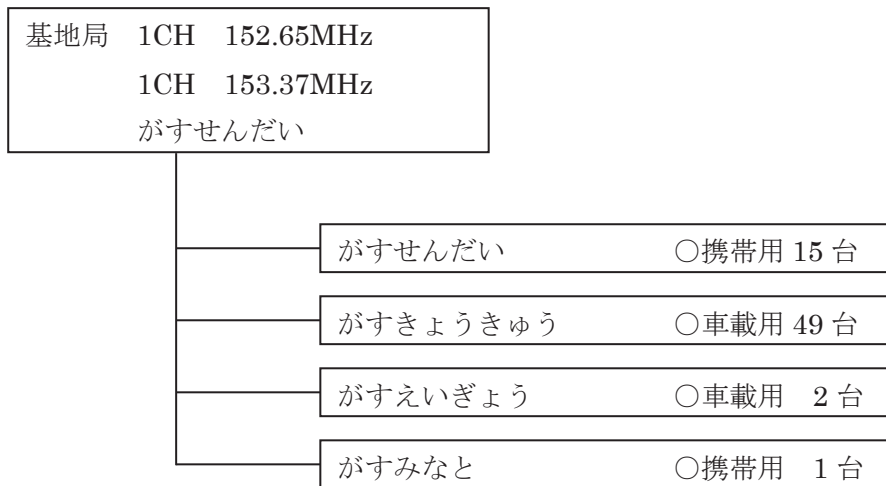 基地局 1CH 152.65MHz
1CH 153.37MHz
がすせんだい
がすせんだい ○携帯用 15 台
がすきょうきゅう ○車載用 49 台
がすえいぎょう ○車載用 2 台
がすみなと ○携帯用 1 台